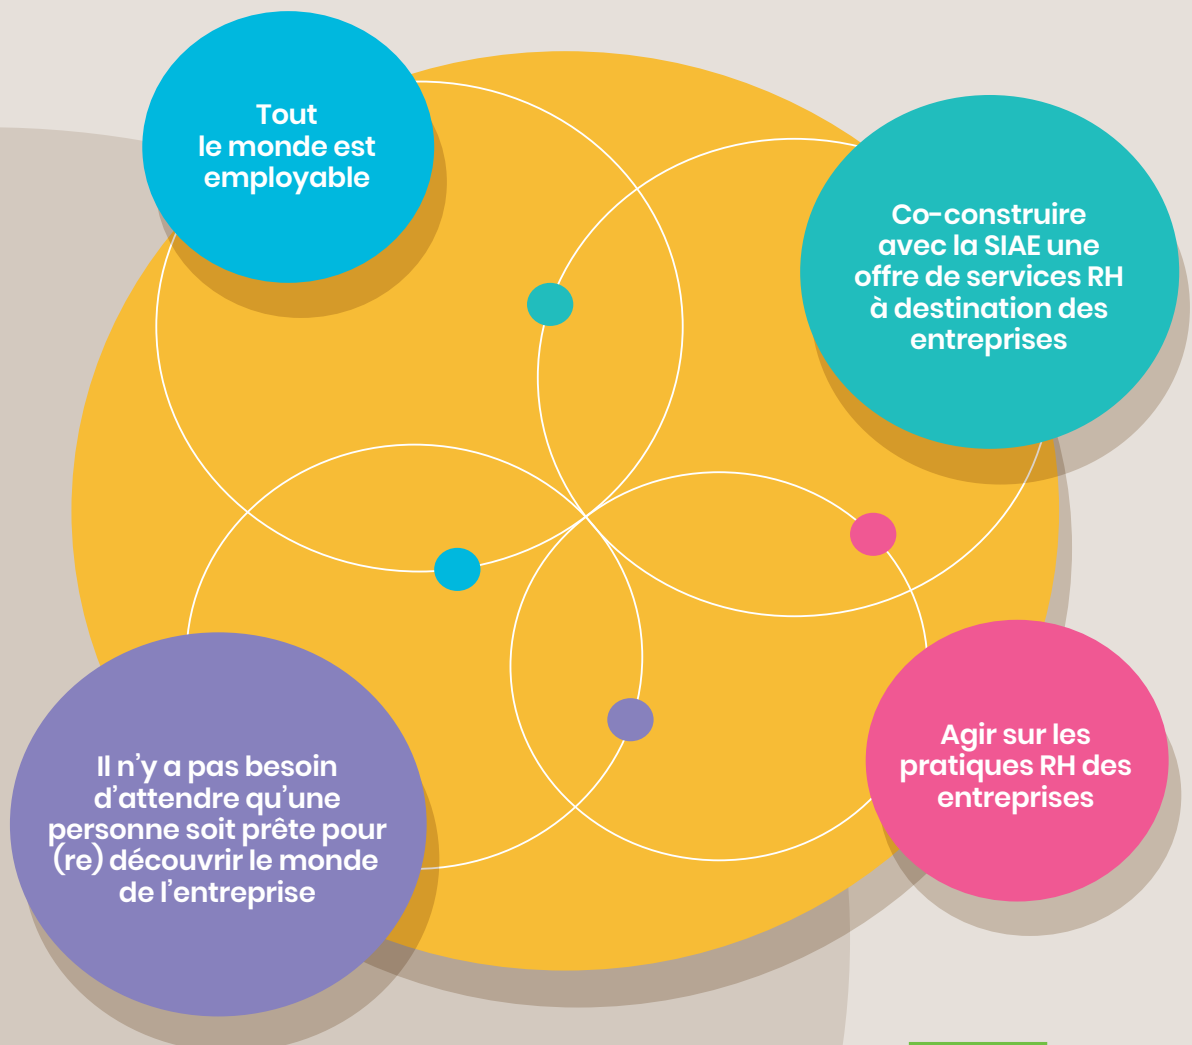 Tout
le monde est
employable
Co-construire
avec la SIAE une
offre de services RH
à destination des
entreprises
Il n’y a pas besoin
d’attendre qu’une
personne soit prête pour
(re) découvrir le monde
de l’entreprise
Agir sur les
pratiques RH des
entreprises